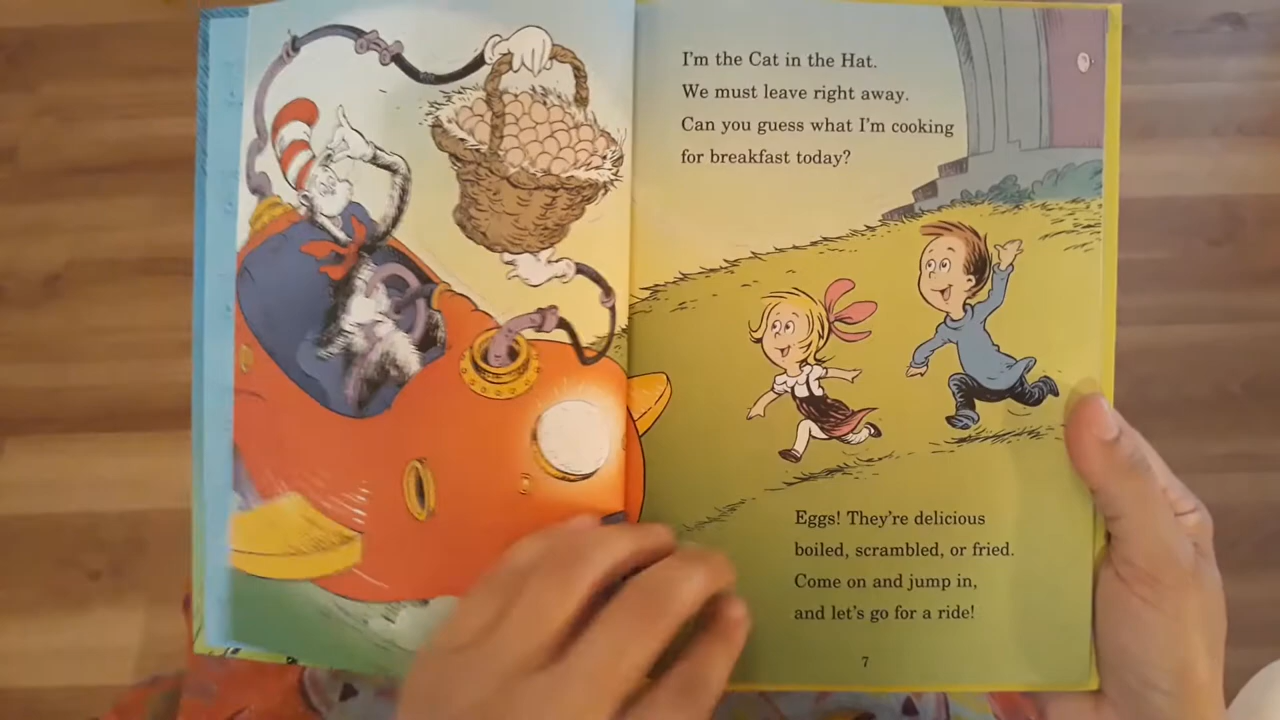 I'm the Cat in the Hat.
We must leave right away.
Can you guess what I'm cooking
for breakfast today?
Eggs! They're delicious
boiled, scrambled, or fried.
Come on and jump in,
and let's go for a ride!
7